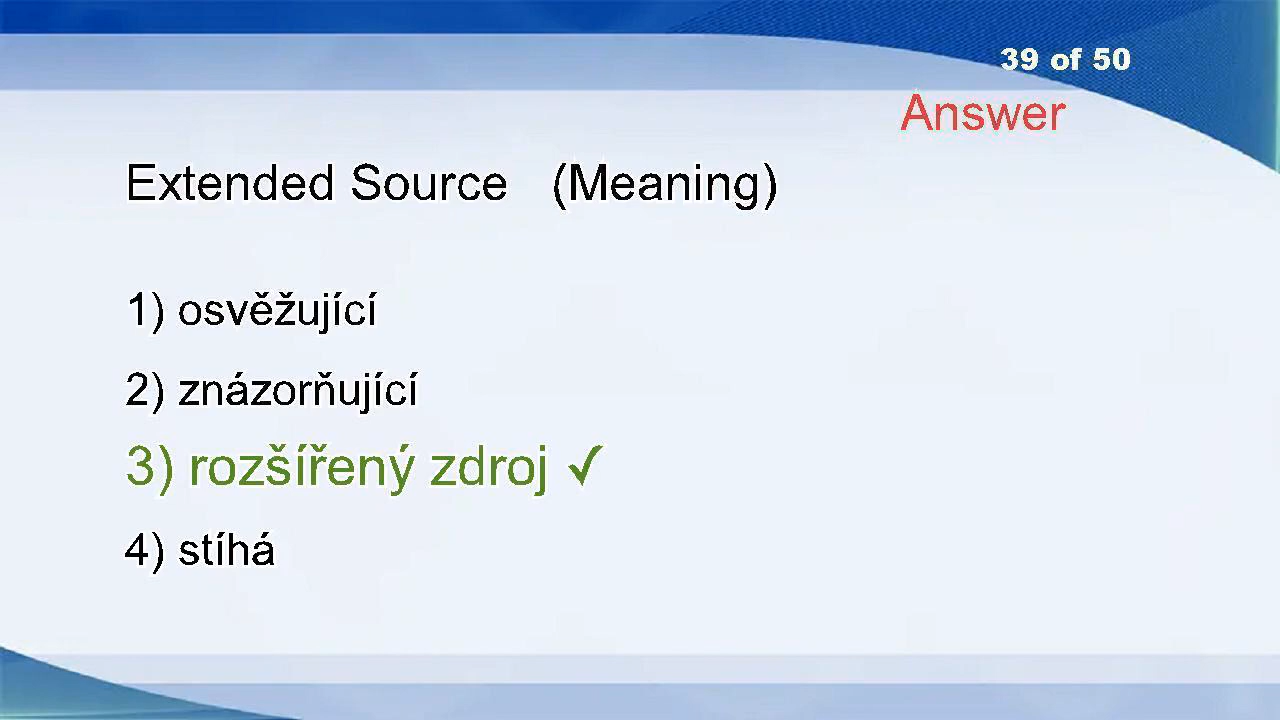 39 of 50
Answer
Extended Source (Meaning)
1) osvěžující
2) znázorňující
3) rozšířený zdroj ✓
4) stíhá